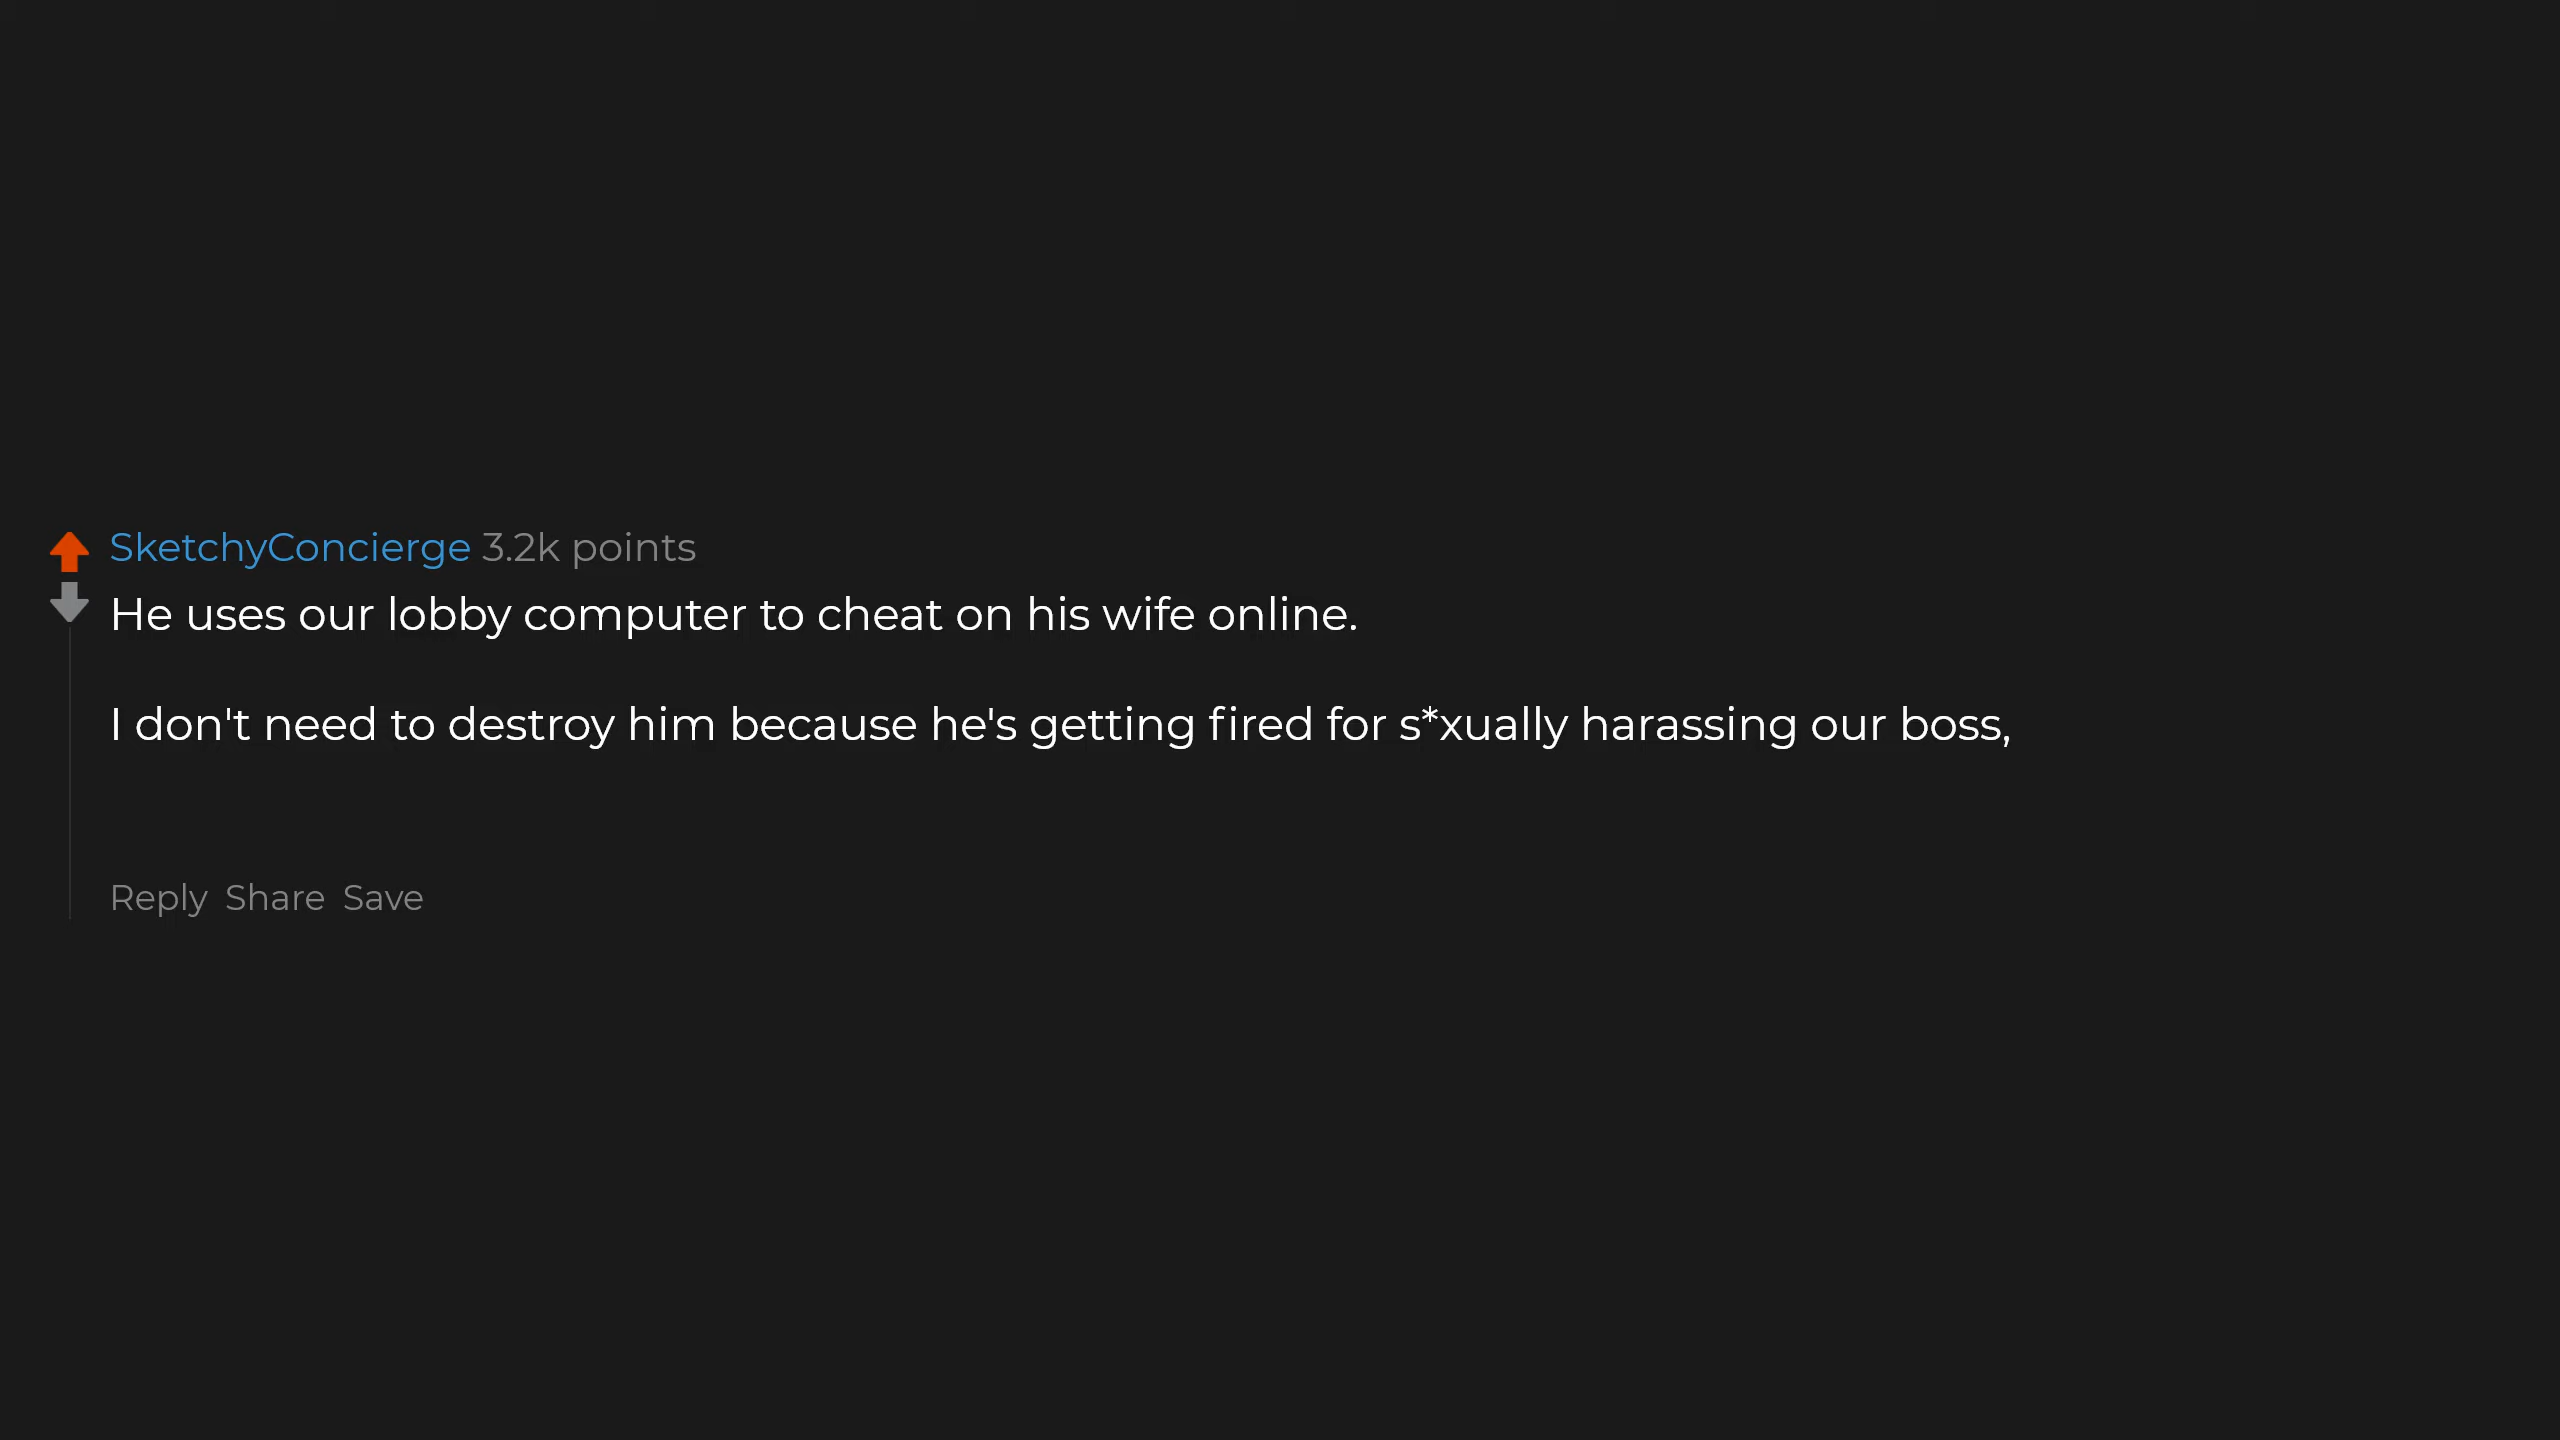 SketchyConcierge 3.2k points
He uses our lobby computer to cheat on his wife online.
I don't need to destroy him because he's getting fired for s*xually harassing our boss,
Reply Share Save